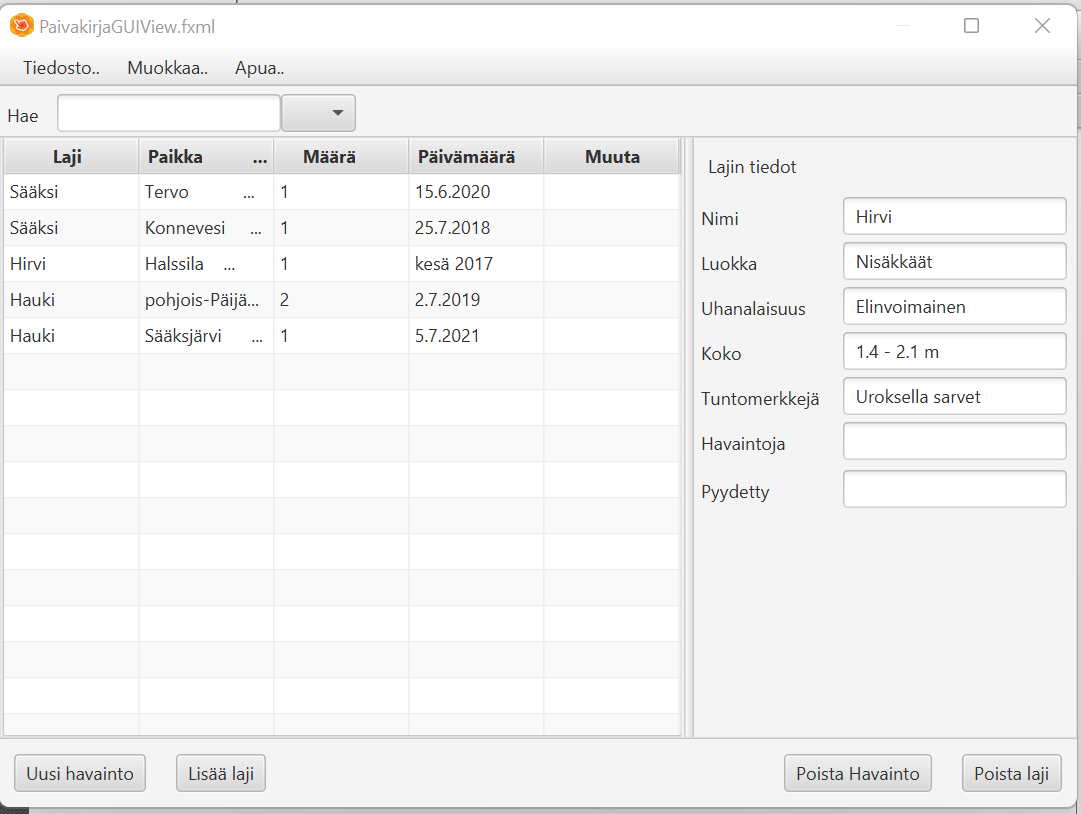 PaivakirjaGUIView.fxml
Tiedosto.. Muokkaa.. Apua..
Hae
Laji Paikka ... Määrä Päivämäärä Muuta
Sääksi Tervo ... 1 15.6.2020
Sääksi Konnevesi ... 1 25.7.2018
Hirvi Halssila ... 1 kesä 2017
Hauki pohjois-Päijä... 2 2.7.2019
Hauki Sääksjärvi ... 1 5.7.2021
Lajin tiedot
Nimi Hirvi
Luokka Nisäkkäät
Uhanalaisuus Elinvoimainen
Koko 1.4 - 2.1 m
Tuntomerkkejä Uroksella sarvet
Havaintoja
Pyydetty
Uusi havainto Lisää laji Poista Havainto Poista laji